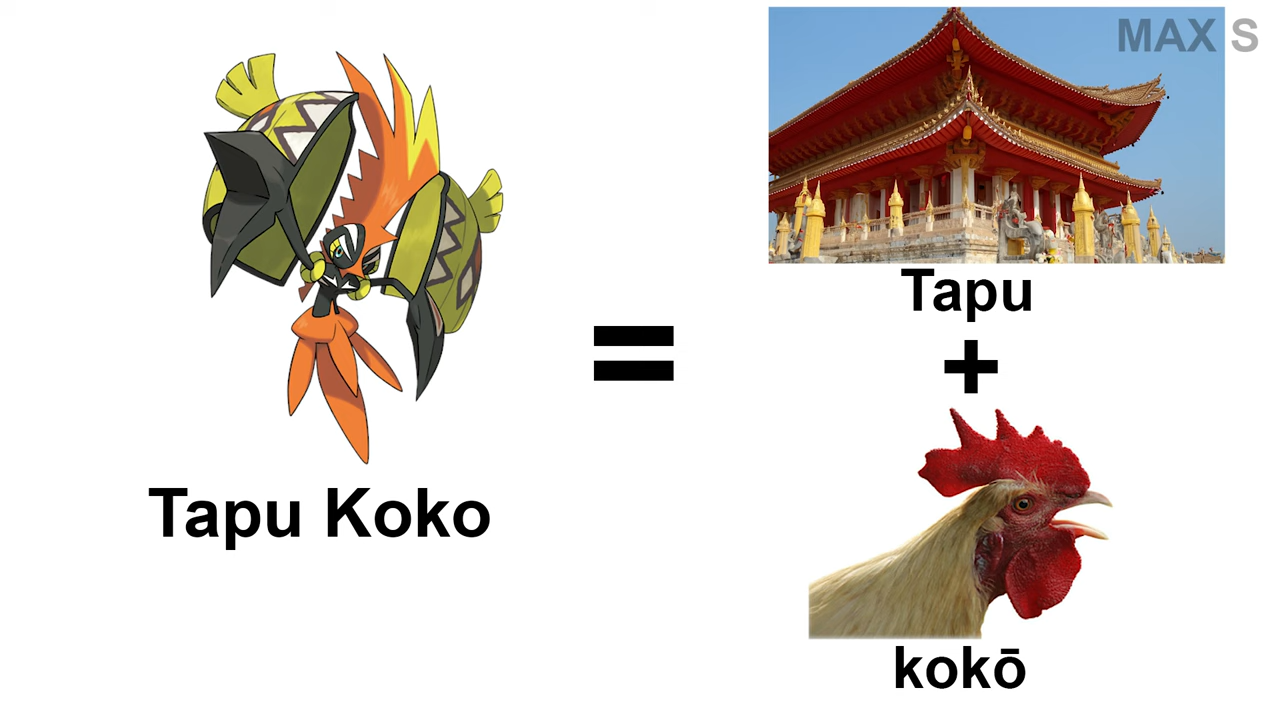 MAX S
Tapu
+
kokō
=
Tapu Koko